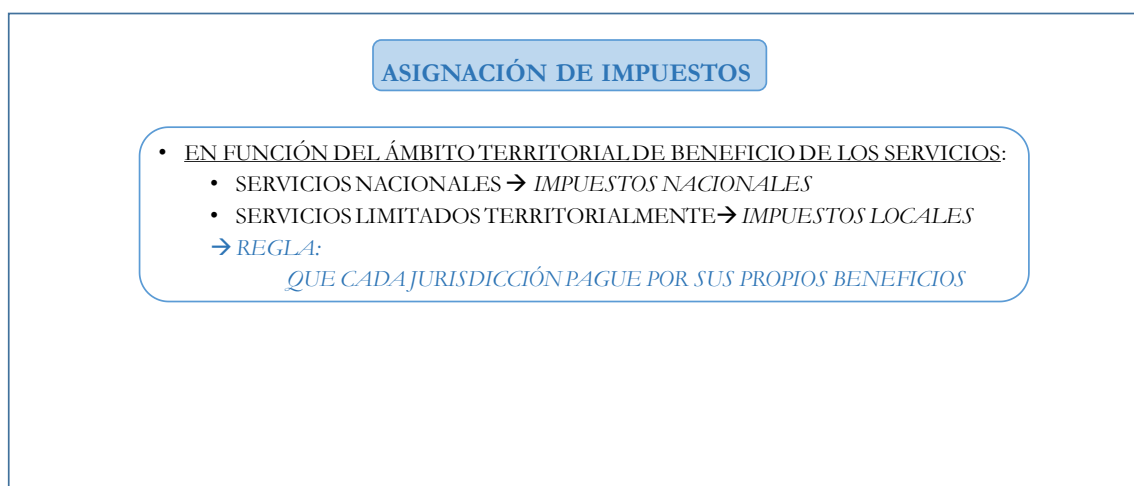 ASIGNACIÓN DE IMPUESTOS
• EN FUNCIÓN DEL ÁMBITO TERRITORIAL DE BENEFICIO DE LOS SERVICIOS:
• SERVICIOS NACIONALES → IMPUESTOS NACIONALES
• SERVICIOS LIMITADOS TERRITORIALMENTE → IMPUESTOS LOCALES
→ REGLA:
QUE CADA JURISDICCIÓN PAGUE POR SUS PROPIOS BENEFICIOS